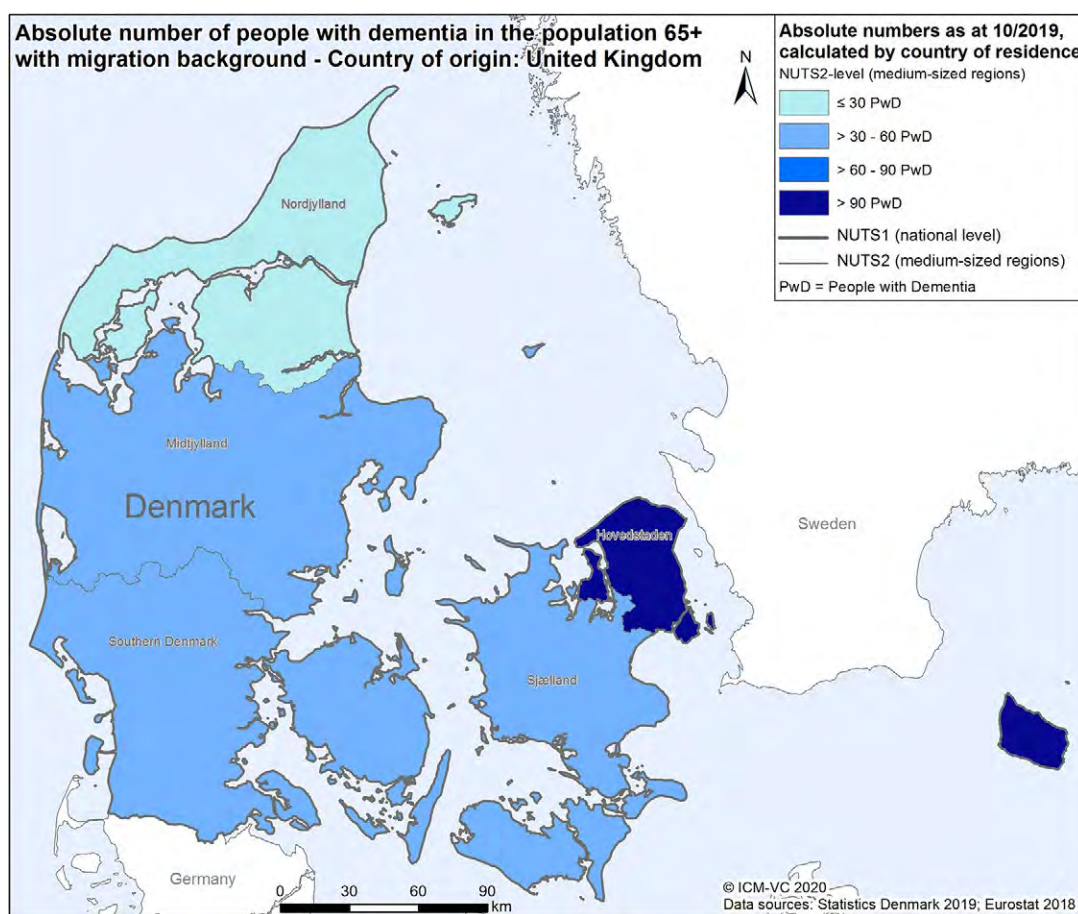 Absolute number of people with dementia in the population 65+
with migration background - Country of origin: United Kingdom
Absolute numbers as at 10/2019,
calculated by country of residence
NUTS2-level (medium-sized regions)
≤ 30 PwD
> 30 - 60 PwD
> 60 - 90 PwD
> 90 PwD
NUTS1 (national level)
NUTS2 (medium-sized regions)
PwD = People with Dementia
N
Nordjylland
Midtjylland
Denmark
Hovedstaden
Sweden
Southern Denmark
Sjælland
Germany
0 30 60 90
km
© ICM-VC 2020
Data sources: Statistics Denmark 2019; Eurostat 2018